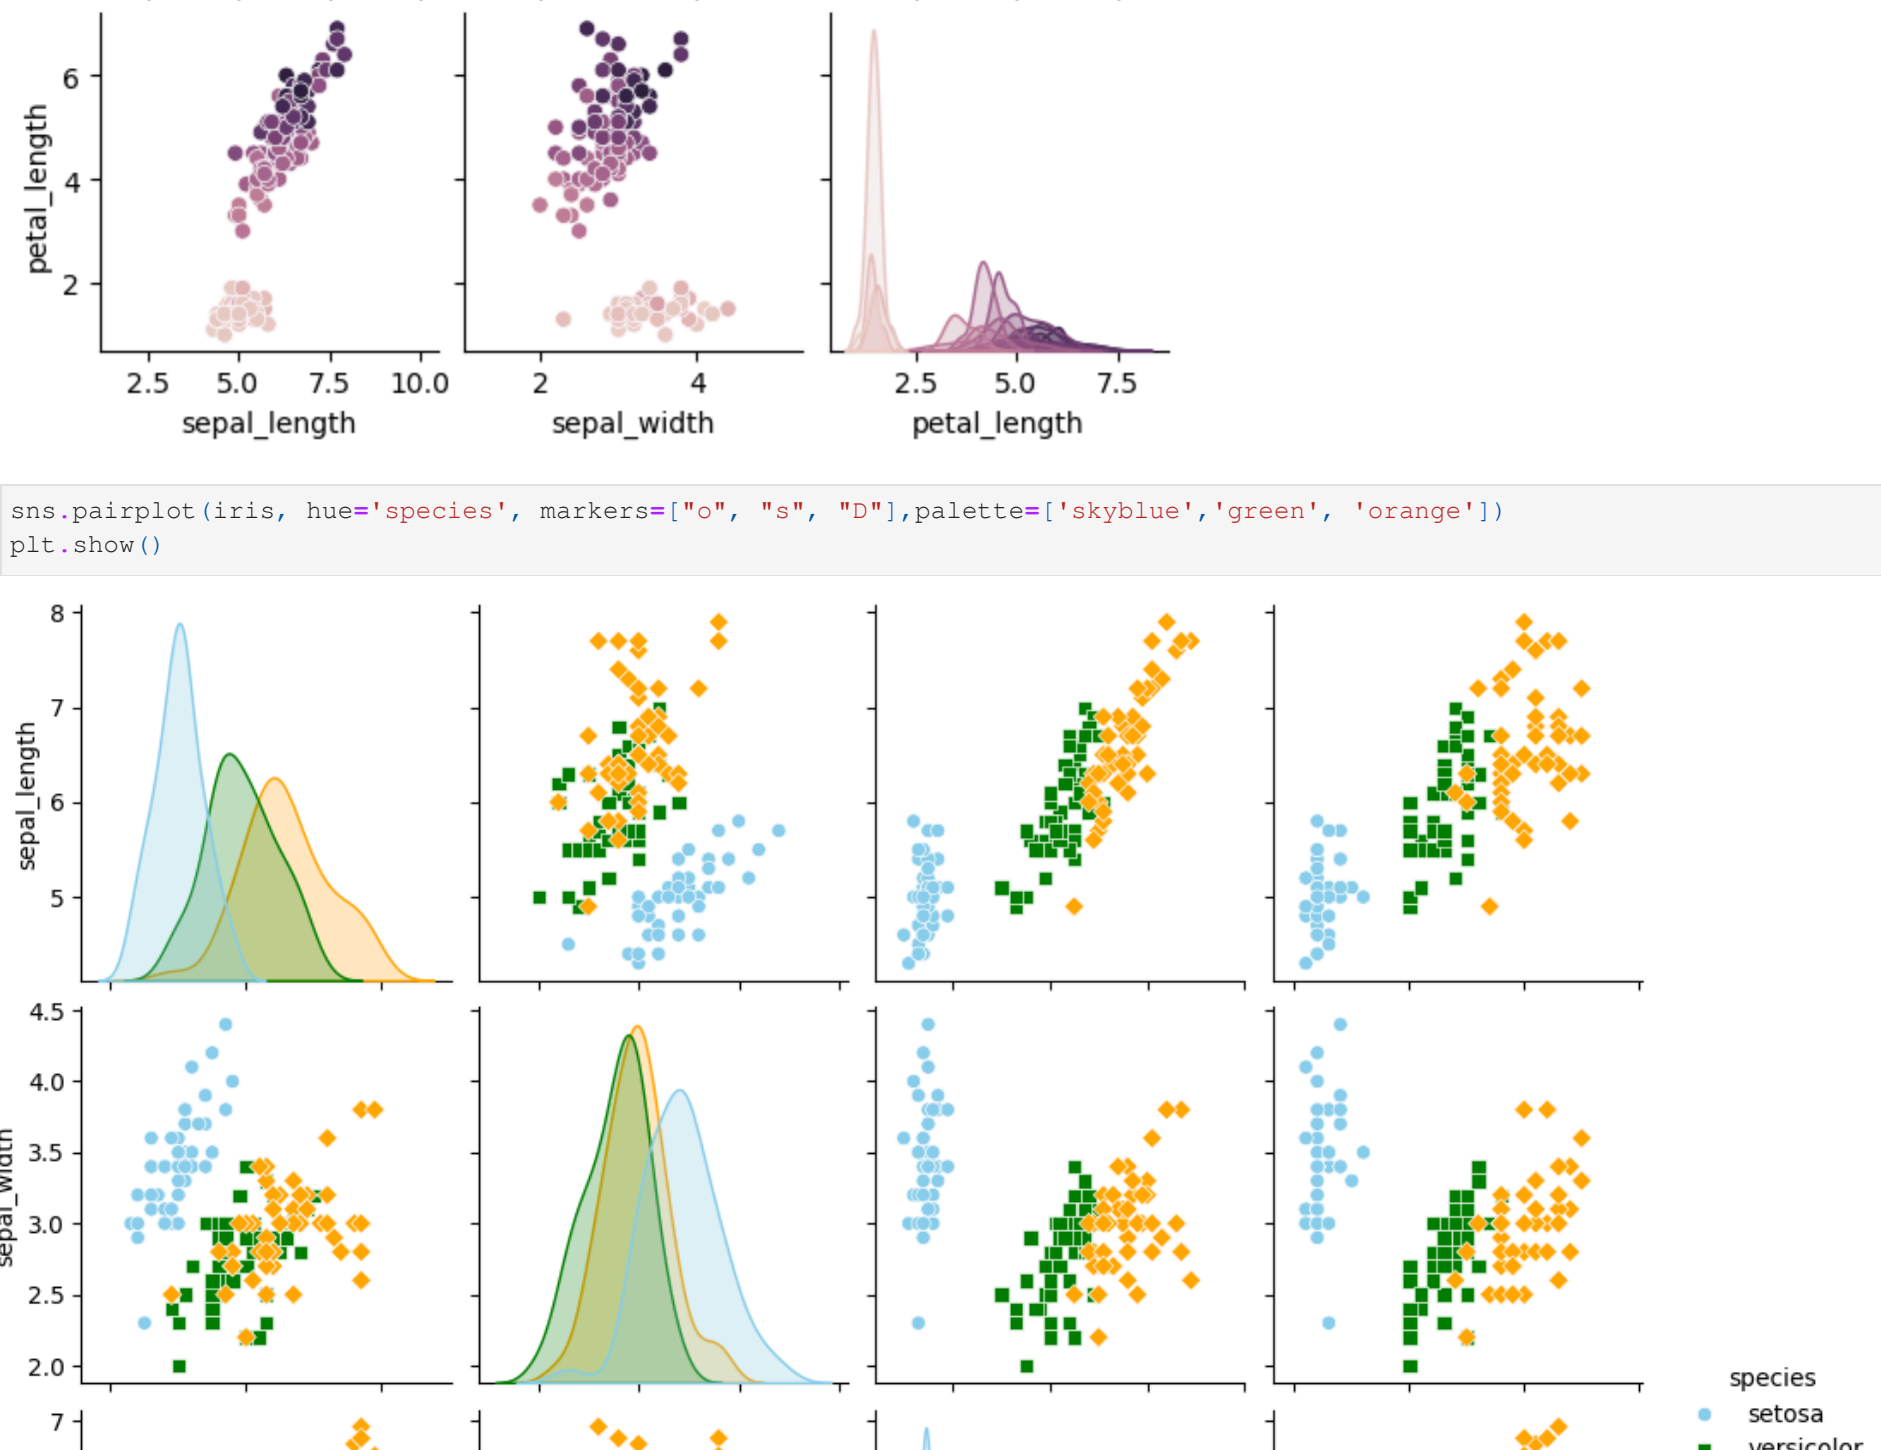 6
4
2
petal_length
2.5 5.0 7.5 10.0 2 4 2.5 5.0 7.5
sepal_length sepal_width petal_length
sns.pairplot(iris, hue='species', markers=["o", "s", "D"],palette=['skyblue','green', 'orange'])
plt.show()
8
7
6
5
sepal_length
4.5
4.0
3.5
3.0
2.5
2.0
sepal_width
7
species
setosa
versicolor